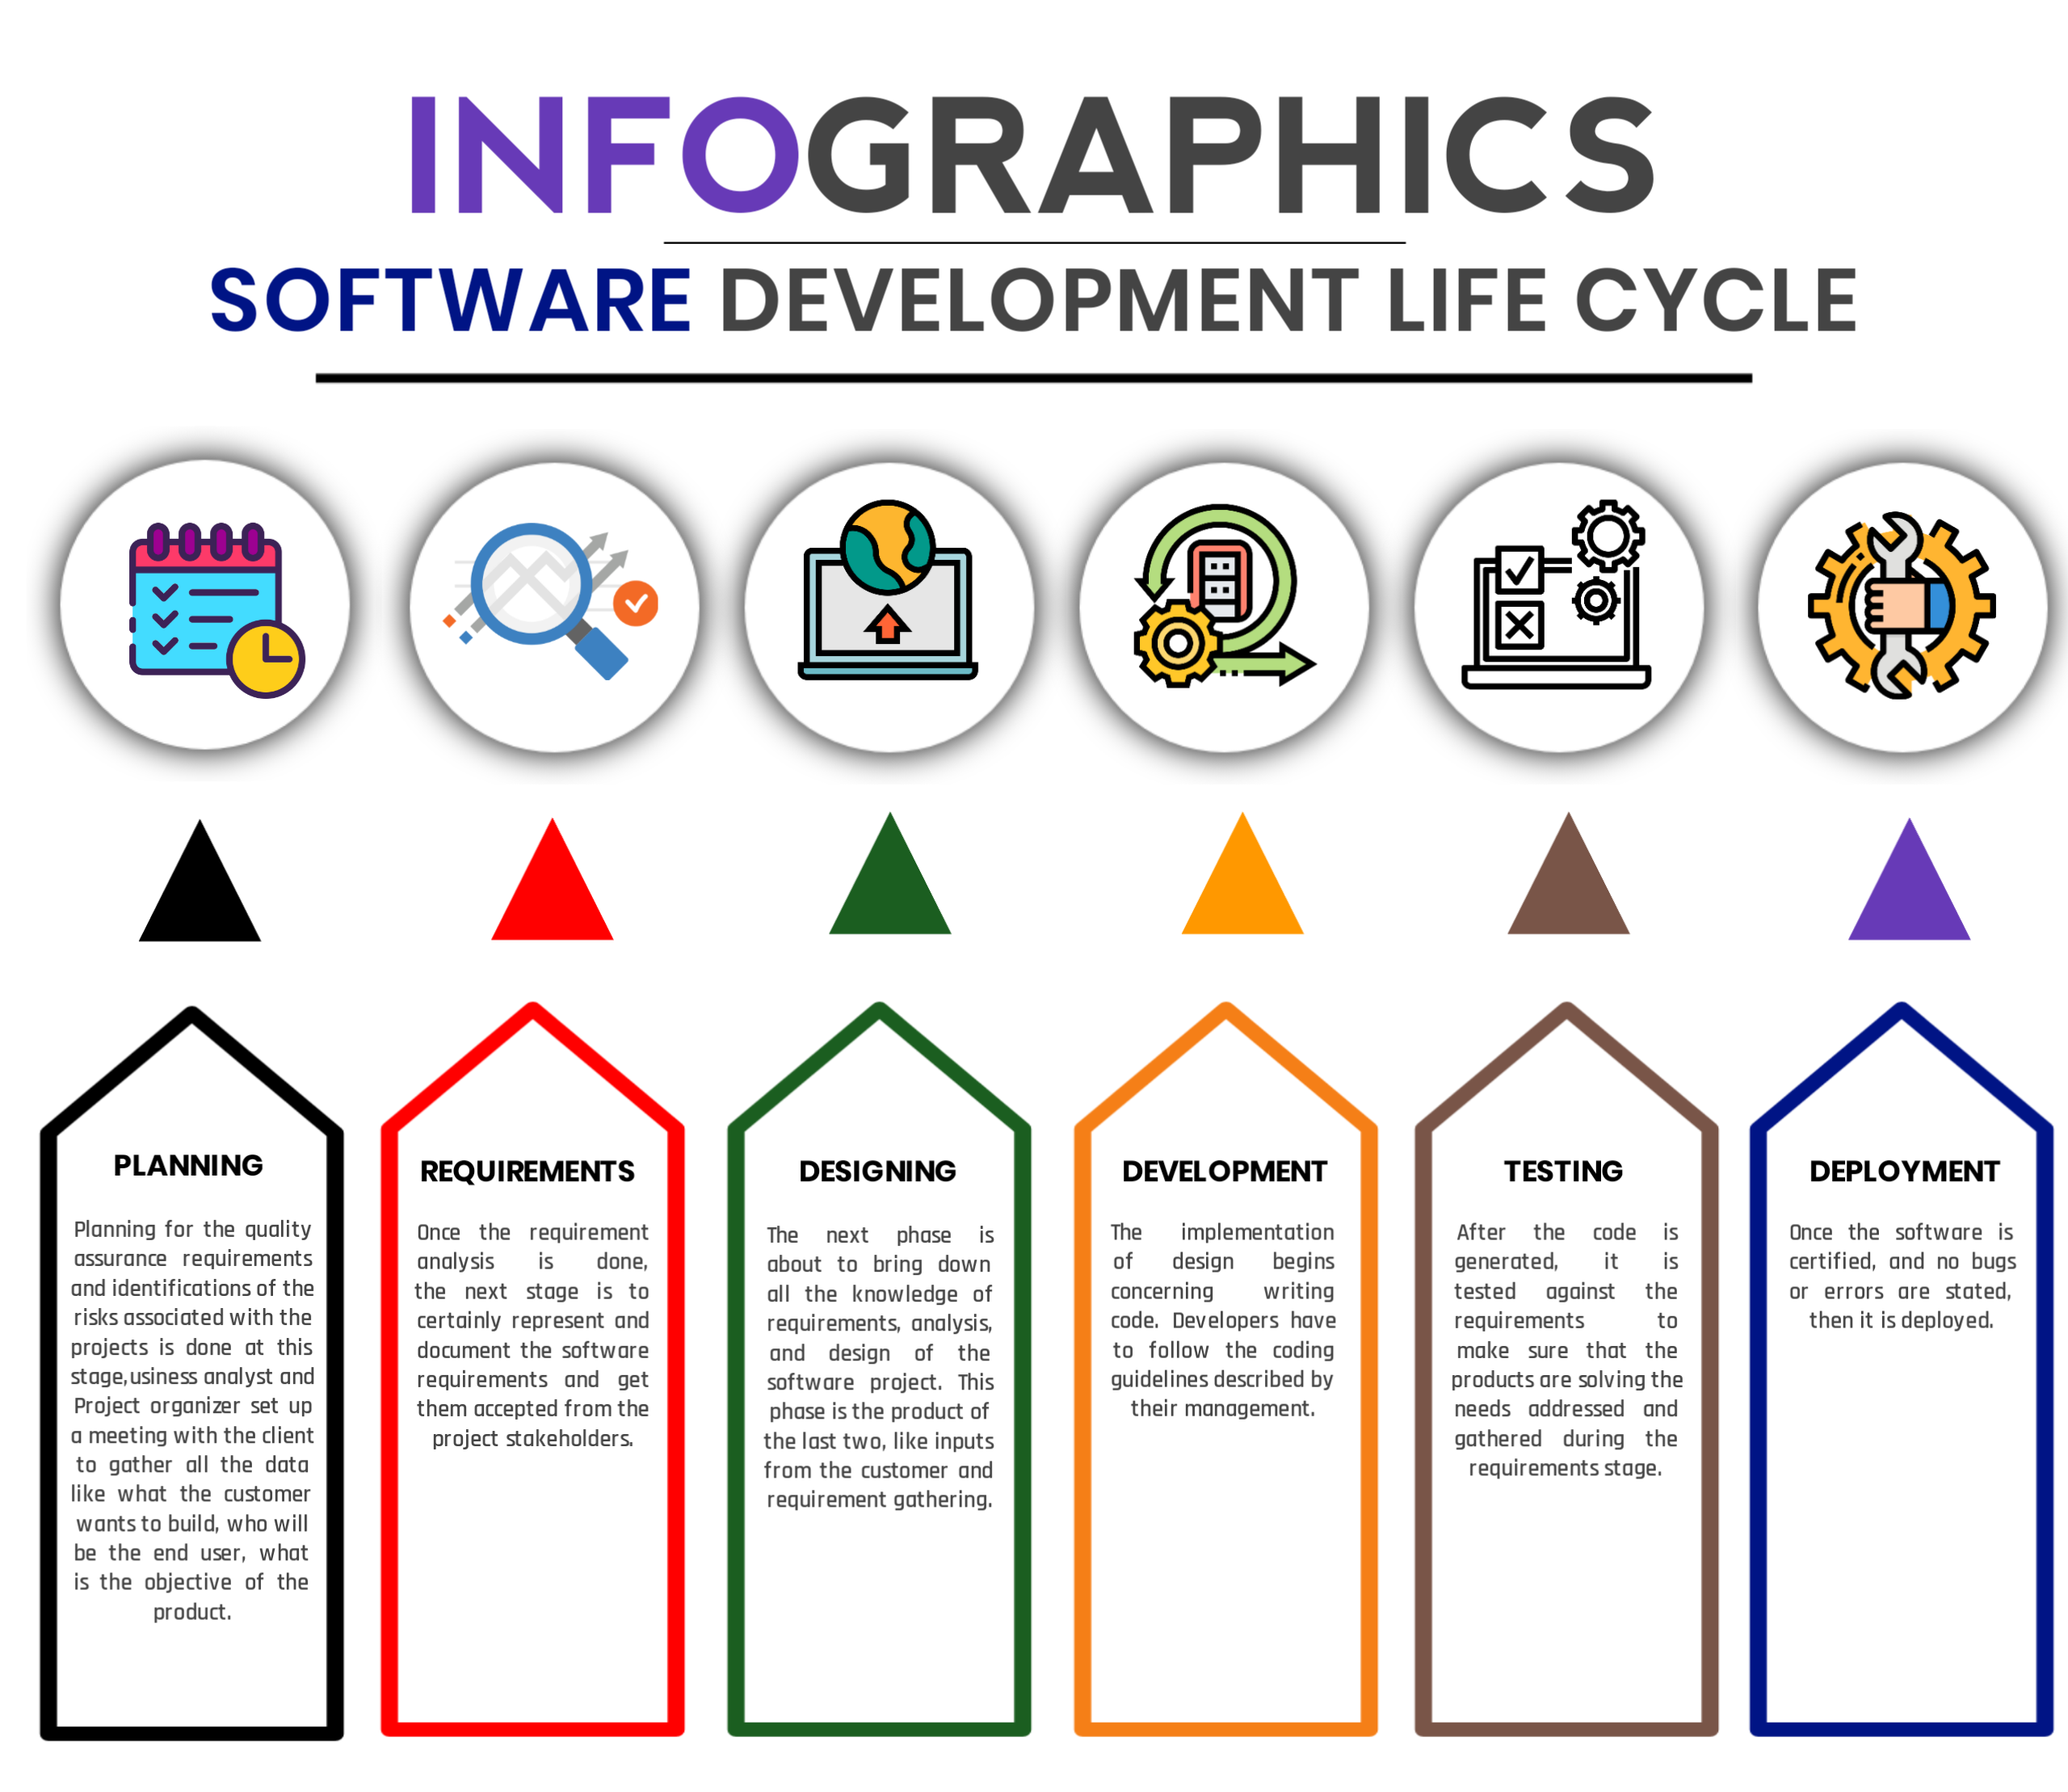 INFOGRAPHICS
SOFTWARE DEVELOPMENT LIFE CYCLE
PLANNING
Planning for the quality
assurance requirements
and identifications of the
risks associated with the
projects is done at this
stage,usiness analyst and
Project organizer set up
a meeting with the client
to gather all the data
like what the customer
wants to build, who will
be the end user, what
is the objective of the
product.
REQUIREMENTS
Once the requirement
analysis is done,
the next stage is to
certainly represent and
document the software
requirements and get
them accepted from the
project stakeholders.
DESIGNING
The next phase is
about to bring down
all the knowledge of
requirements, analysis,
and design of the
software project. This
phase is the product of
the last two, like inputs
from the customer and
requirement gathering.
DEVELOPMENT
The implementation
of design begins
concerning writing
code. Developers have
to follow the coding
guidelines described by
their management.
TESTING
After the code is
generated, it is
tested against the
requirements to
make sure that the
products are solving the
needs addressed and
gathered during the
requirements stage.
DEPLOYMENT
Once the software is
certified, and no bugs
or errors are stated,
then it is deployed.